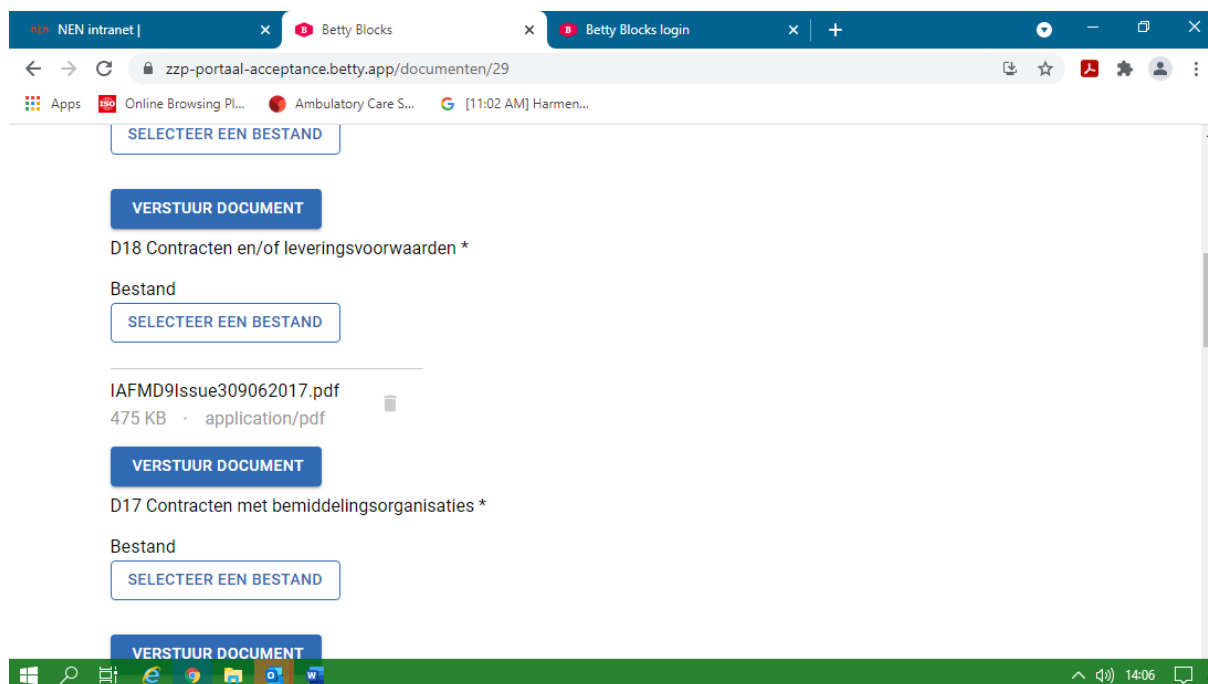 nen NEN intranet |
B Betty Blocks
B Betty Blocks login
zzp-portaal-acceptance.betty.app/documenten/29
Apps
ISO Online Browsing Pl...
Ambulatory Care S...
G [11:02 AM] Harmen...
SELECTEER EEN BESTAND
VERSTUUR DOCUMENT
D18 Contracten en/of leveringsvoorwaarden *
Bestand
SELECTEER EEN BESTAND
IAFMD9Issue309062017.pdf
475 KB · application/pdf
VERSTUUR DOCUMENT
D17 Contracten met bemiddelingsorganisaties *
Bestand
SELECTEER EEN BESTAND
VERSTUUR DOCUMENT
14:06